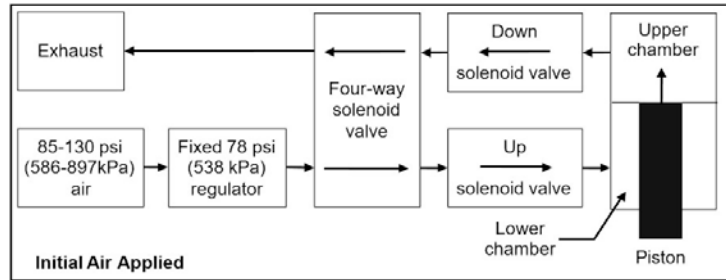 Exhaust
Four-way
solenoid
valve
Down
solenoid valve
Upper
chamber
85-130 psi
(586-897kPa)
air
Fixed 78 psi
(538 kPa)
regulator
Up
solenoid valve
Lower
chamber
Piston
Initial Air Applied